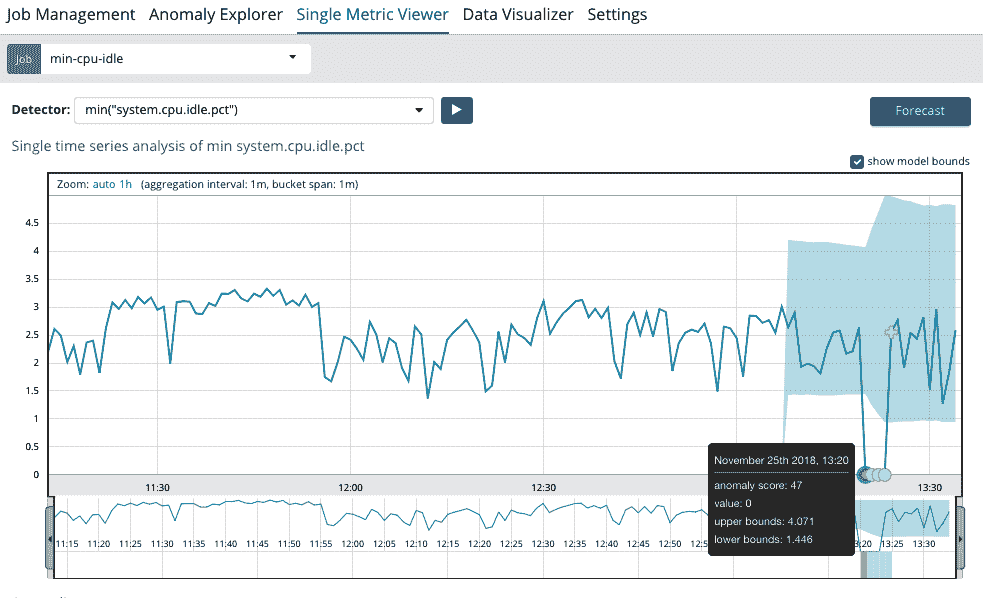 Job Management Anomaly Explorer Single Metric Viewer Data Visualizer Settings
Job min-cpu-idle
Detector: min("system.cpu.idle.pct") Forecast
Single time series analysis of min system.cpu.idle.pct
show model bounds
Zoom: auto 1h (aggregation interval: 1m, bucket span: 1m)
4.5
4
3.5
3
2.5
2
1.5
1
0.5
0
11:30 12:00 12:30 13:30
November 25th 2018, 13:20
anomaly score: 47
value: 0
upper bounds: 4.071
lower bounds: 1.446
11:15 11:20 11:25 11:30 11:35 11:40 11:45 11:50 11:55 12:00 12:05 12:10 12:15 12:20 12:25 12:30 12:35 12:40 12:45 12:50 12:5 3:20 13:25 13:30